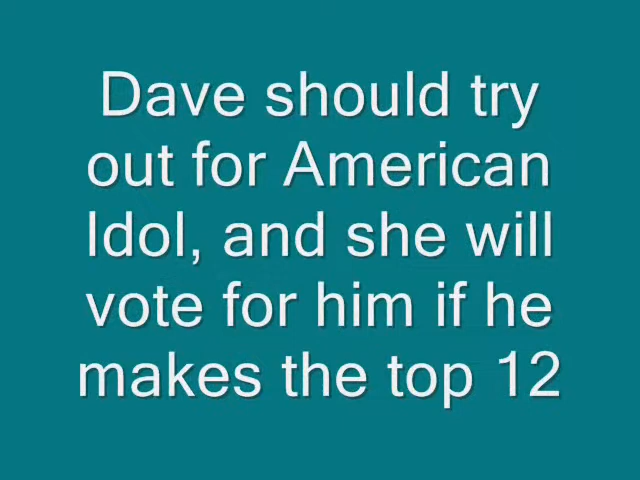 Dave should try
out for American
Idol, and she will
vote for him if he
makes the top 12